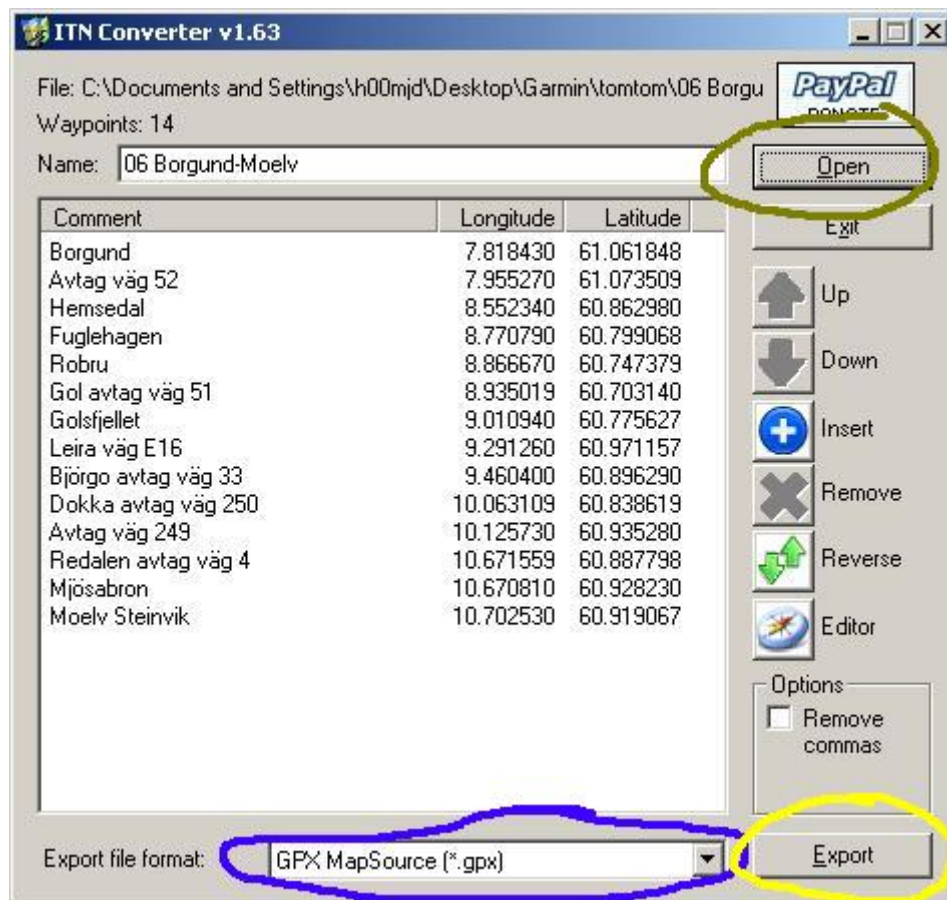 ITN Converter v1.63
File: C:\Documents and Settings\h00mjd\Desktop\Garmin\tomtom\06 Borgu
PayPal
Waypoints: 14
DONATE
Name: 06 Borgund-Moelv
Open
Comment Longitude Latitude
Exit
Borgund 7.818430 61.061848
Avtag väg 52 7.955270 61.073509
Hemsedal 8.552340 60.862980
Fuglehagen 8.770790 60.799068
Robru 8.866670 60.747379
Gol avtag väg 51 8.935019 60.703140
Golsfjellet 9.010940 60.775627
Leira väg E16 9.291260 60.971157
Björgo avtag väg 33 9.460400 60.896290
Dokka avtag väg 250 10.063109 60.838619
Avtag väg 249 10.125730 60.935280
Redalen avtag väg 4 10.671559 60.887798
Mjösabron 10.670810 60.928230
Moelv Steinvik 10.702530 60.919067
Up
Down
Insert
Remove
Reverse
Editor
Options
Remove
commas
Export file format: GPX MapSource (*.gpx)
Export